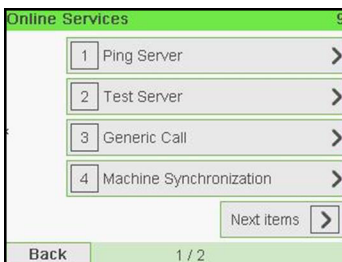 Online Services 9
1 Ping Server
2 Test Server
3 Generic Call
4 Machine Synchronization
Next items
Back 1 / 2